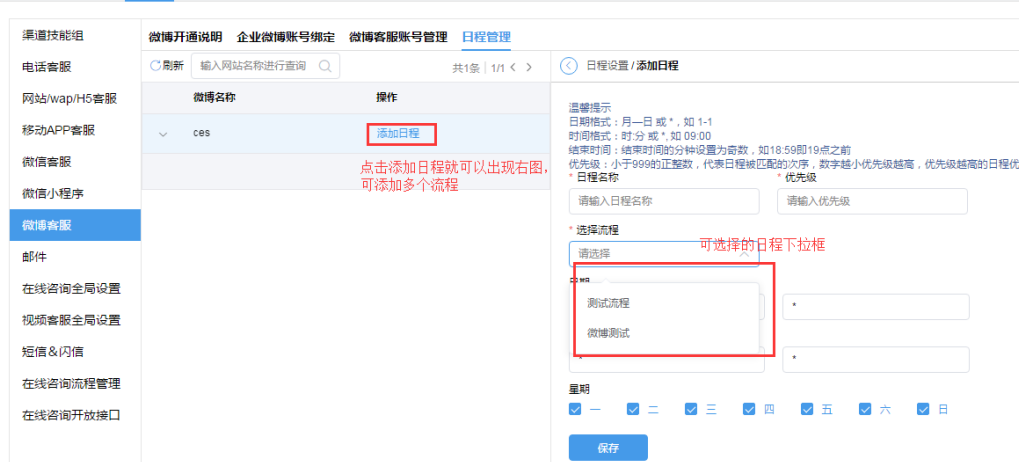 渠道技能组
电话客服
网站/wap/H5客服
移动APP客服
微信客服
微信小程序
微博客服
邮件
在线咨询全局设置
视频客服全局设置
短信&闪信
在线咨询流程管理
在线咨询开放接口
微博开通说明 企业微博账号绑定 微博客服账号管理 日程管理
刷新 输入网站名称进行查询 共1条 1/1 < >
微博名称 操作
ces 添加日程
点击添加日程就可以出现右图,
可添加多个流程
日程设置 / 添加日程
温馨提示
日期格式：月—日 或 *，如 1-1
时间格式：时:分 或 *, 如 09:00
结束时间：结束时间的分钟设置为奇数，如18:59即19点之前
优先级：小于999的正整数，代表日程被匹配的次序，数字越小优先级越高，优先级越高的日程优
* 日程名称 * 优先级
请输入日程名称 请输入优先级
* 选择流程
请选择
可选择的日程下拉框
日期
测试流程
微博测试
*
* *
星期
一 二 三 四 五 六 日
保存